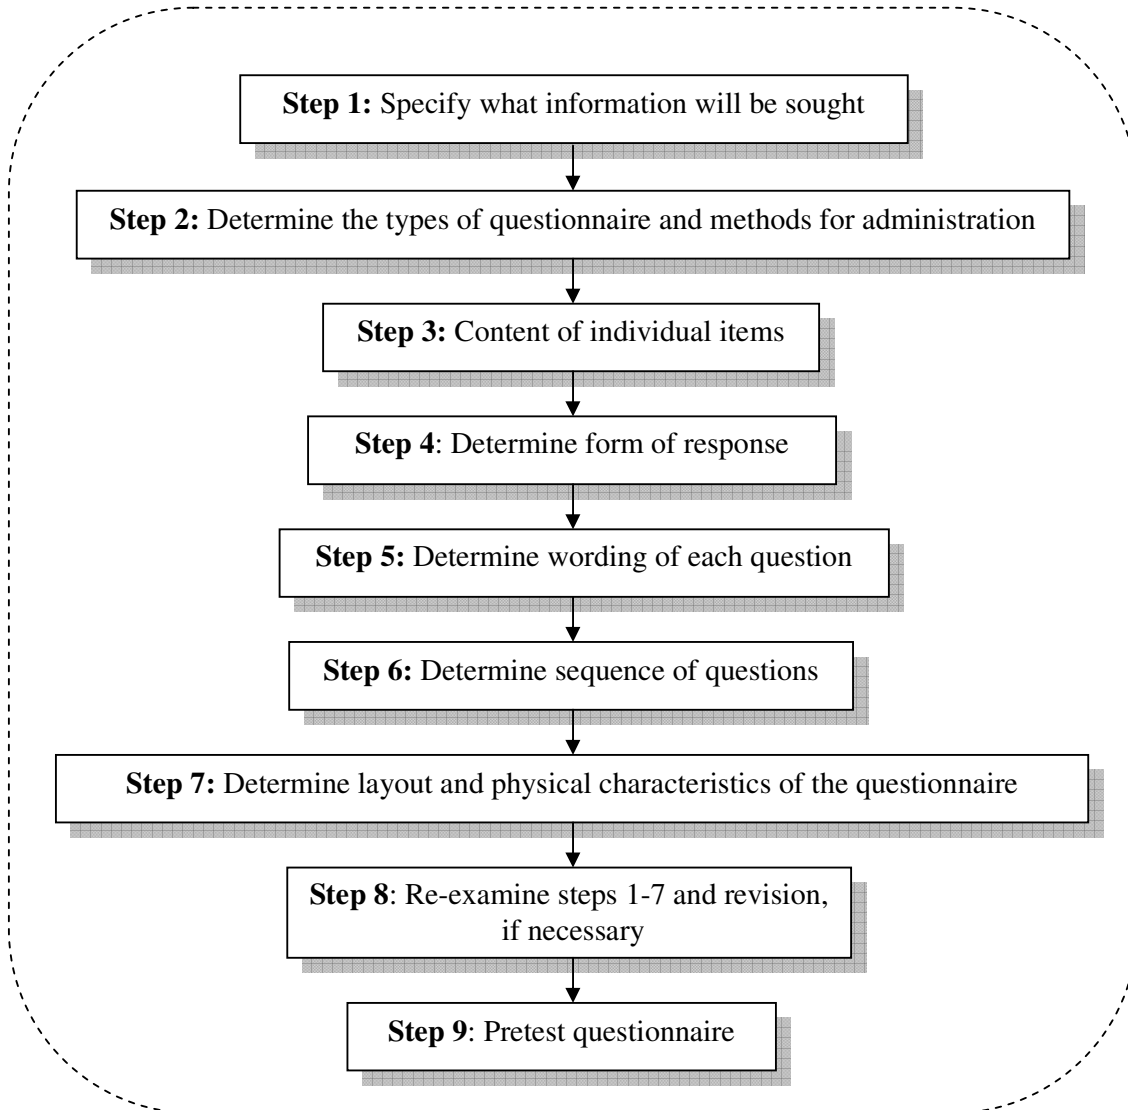 Step 1: Specify what information will be sought
Step 2: Determine the types of questionnaire and methods for administration
Step 3: Content of individual items
Step 4: Determine form of response
Step 5: Determine wording of each question
Step 6: Determine sequence of questions
Step 7: Determine layout and physical characteristics of the questionnaire
Step 8: Re-examine steps 1-7 and revision,
if necessary
Step 9: Pretest questionnaire